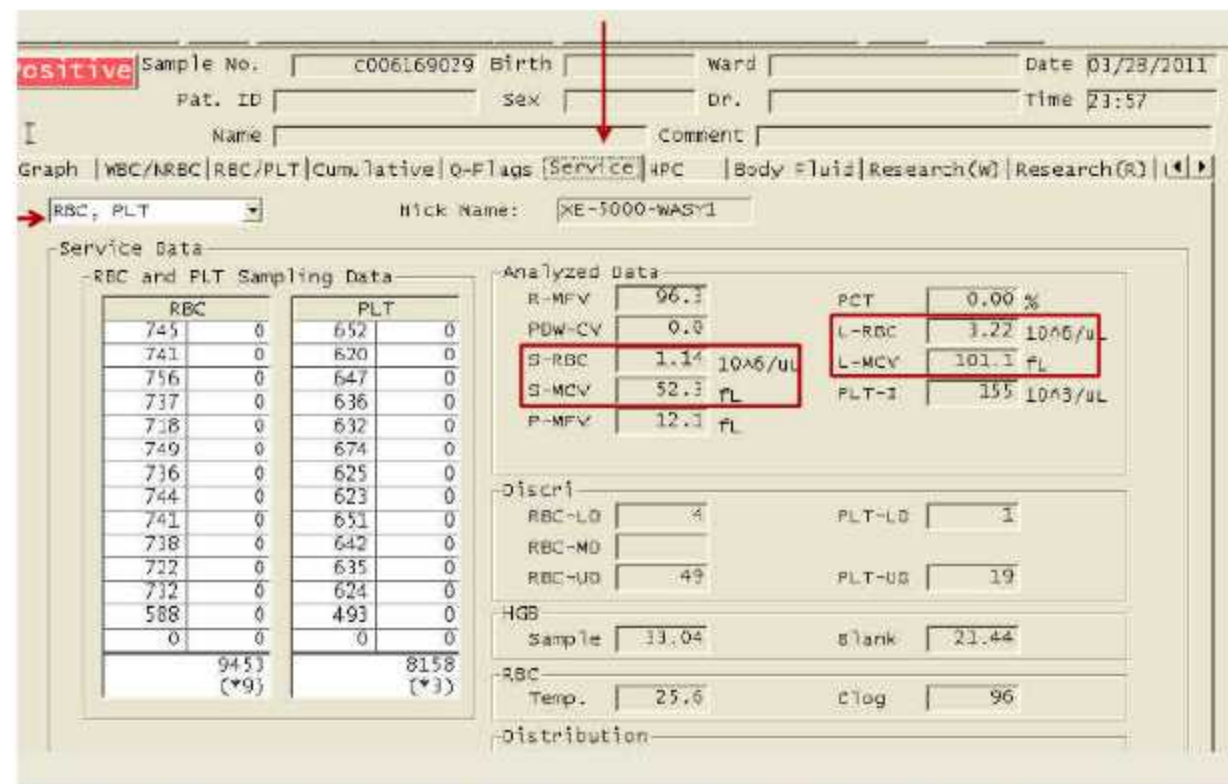 ositive Sample No. C006169029 Birth Ward Date 03/28/2011
Pat. ID Sex Dr. Time 23:57
Name Comment
Graph WBC/NRBC RBC/PLT Cumulative Q-Flags Service HPC Body Fluid Research(W) Research(R)
RBC, PLT Nick Name: XE-5000-WASY1
Service Data
RBC and PLT Sampling Data
RBC PLT
745 0 652 0
741 0 620 0
756 0 647 0
737 0 636 0
718 0 632 0
749 0 674 0
736 0 625 0
744 0 623 0
741 0 651 0
738 0 642 0
722 0 635 0
732 0 624 0
588 0 493 0
0 0 0 0
9453 8158
(*9) (*3)
Analyzed Data
R-MFV 96.3 PCT 0.00 %
PDW-CV 0.0 L-RBC 3.22 10^6/uL
S-RBC 1.14 10^6/uL L-MCV 101.1 fL
S-MCV 52.3 fL PLT-I 155 10^3/uL
P-MFV 12.1 fL
Discri
RBC-LD 4 PLT-LD 1
RBC-MD
RBC-UD 49 PLT-UD 19
HGB
Sample 33.04 Blank 21.44
RBC
Temp. 25.6 Clog 96
Distribution